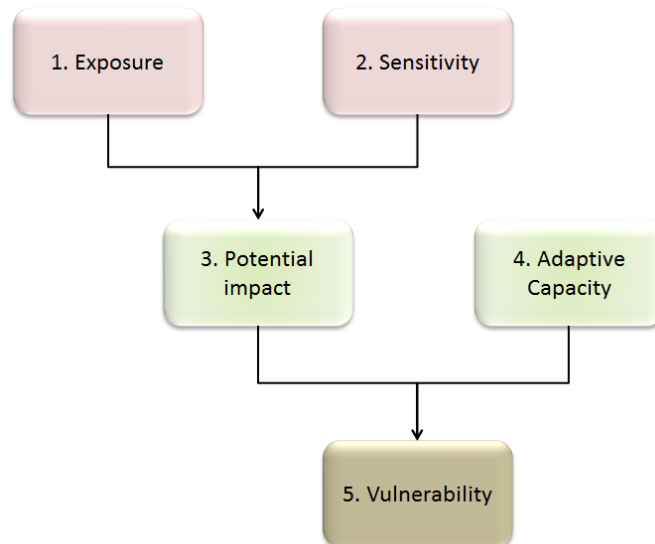 1. Exposure
2. Sensitivity
3. Potential
impact
4. Adaptive
Capacity
5. Vulnerability